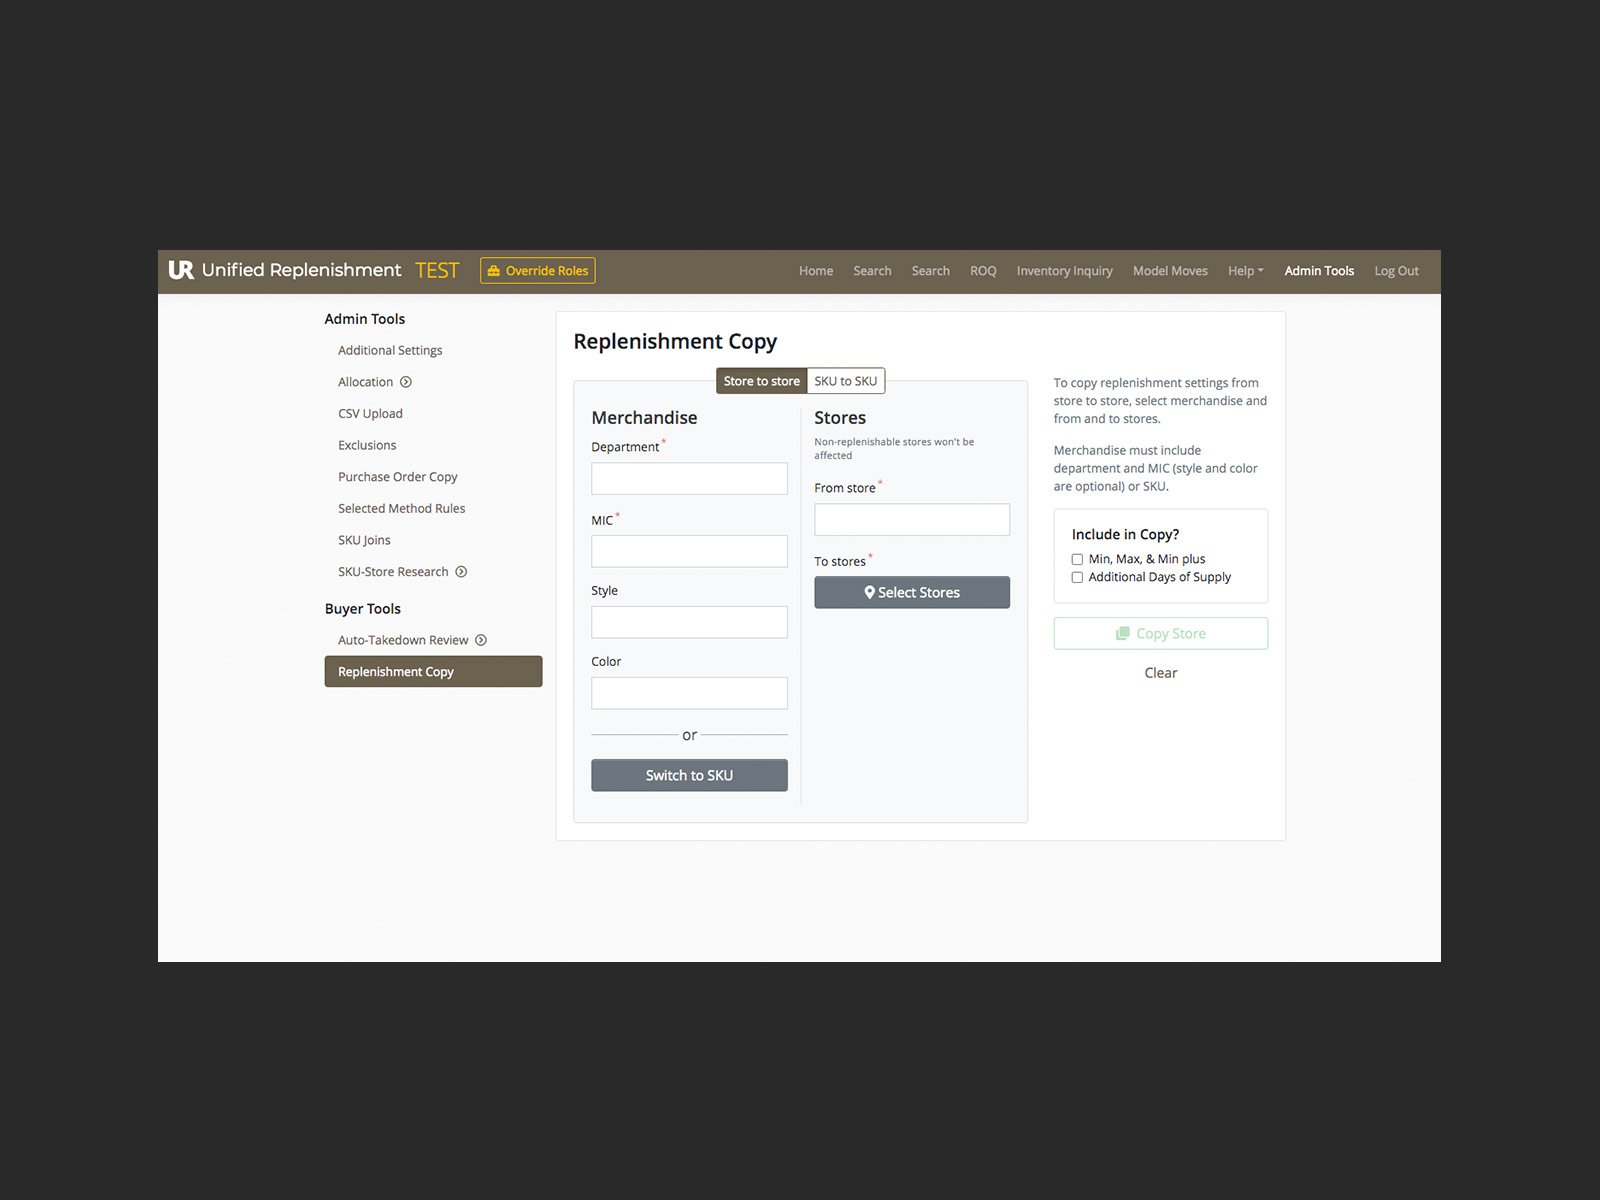 UR Unified Replenishment TEST Override Roles Home Search Search ROQ Inventory Inquiry Model Moves Help Admin Tools Log Out
Admin Tools
Additional Settings
Allocation
CSV Upload
Exclusions
Purchase Order Copy
Selected Method Rules
SKU Joins
SKU-Store Research
Buyer Tools
Auto-Takedown Review
Replenishment Copy
Replenishment Copy
Store to store SKU to SKU
Merchandise
Department*
MIC*
Style
Color
or
Switch to SKU
Stores
Non-replenishable stores won't be
affected
From store*
To stores*
Select Stores
To copy replenishment settings from
store to store, select merchandise and
from and to stores.
Merchandise must include
department and MIC (style and color
are optional) or SKU.
Include in Copy?
Min, Max, & Min plus
Additional Days of Supply
Copy Store
Clear